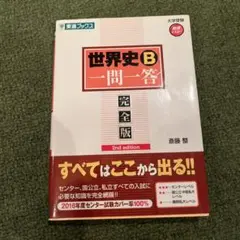 東進ブックス
大学受験
世界史B
一問一答
完全版
2nd edition
斎藤 整
すべてはここから出る!!
センター、国公立、私立すべての入試に
必要な知識を完全網羅!!
2016年度センター試験カバー率100%